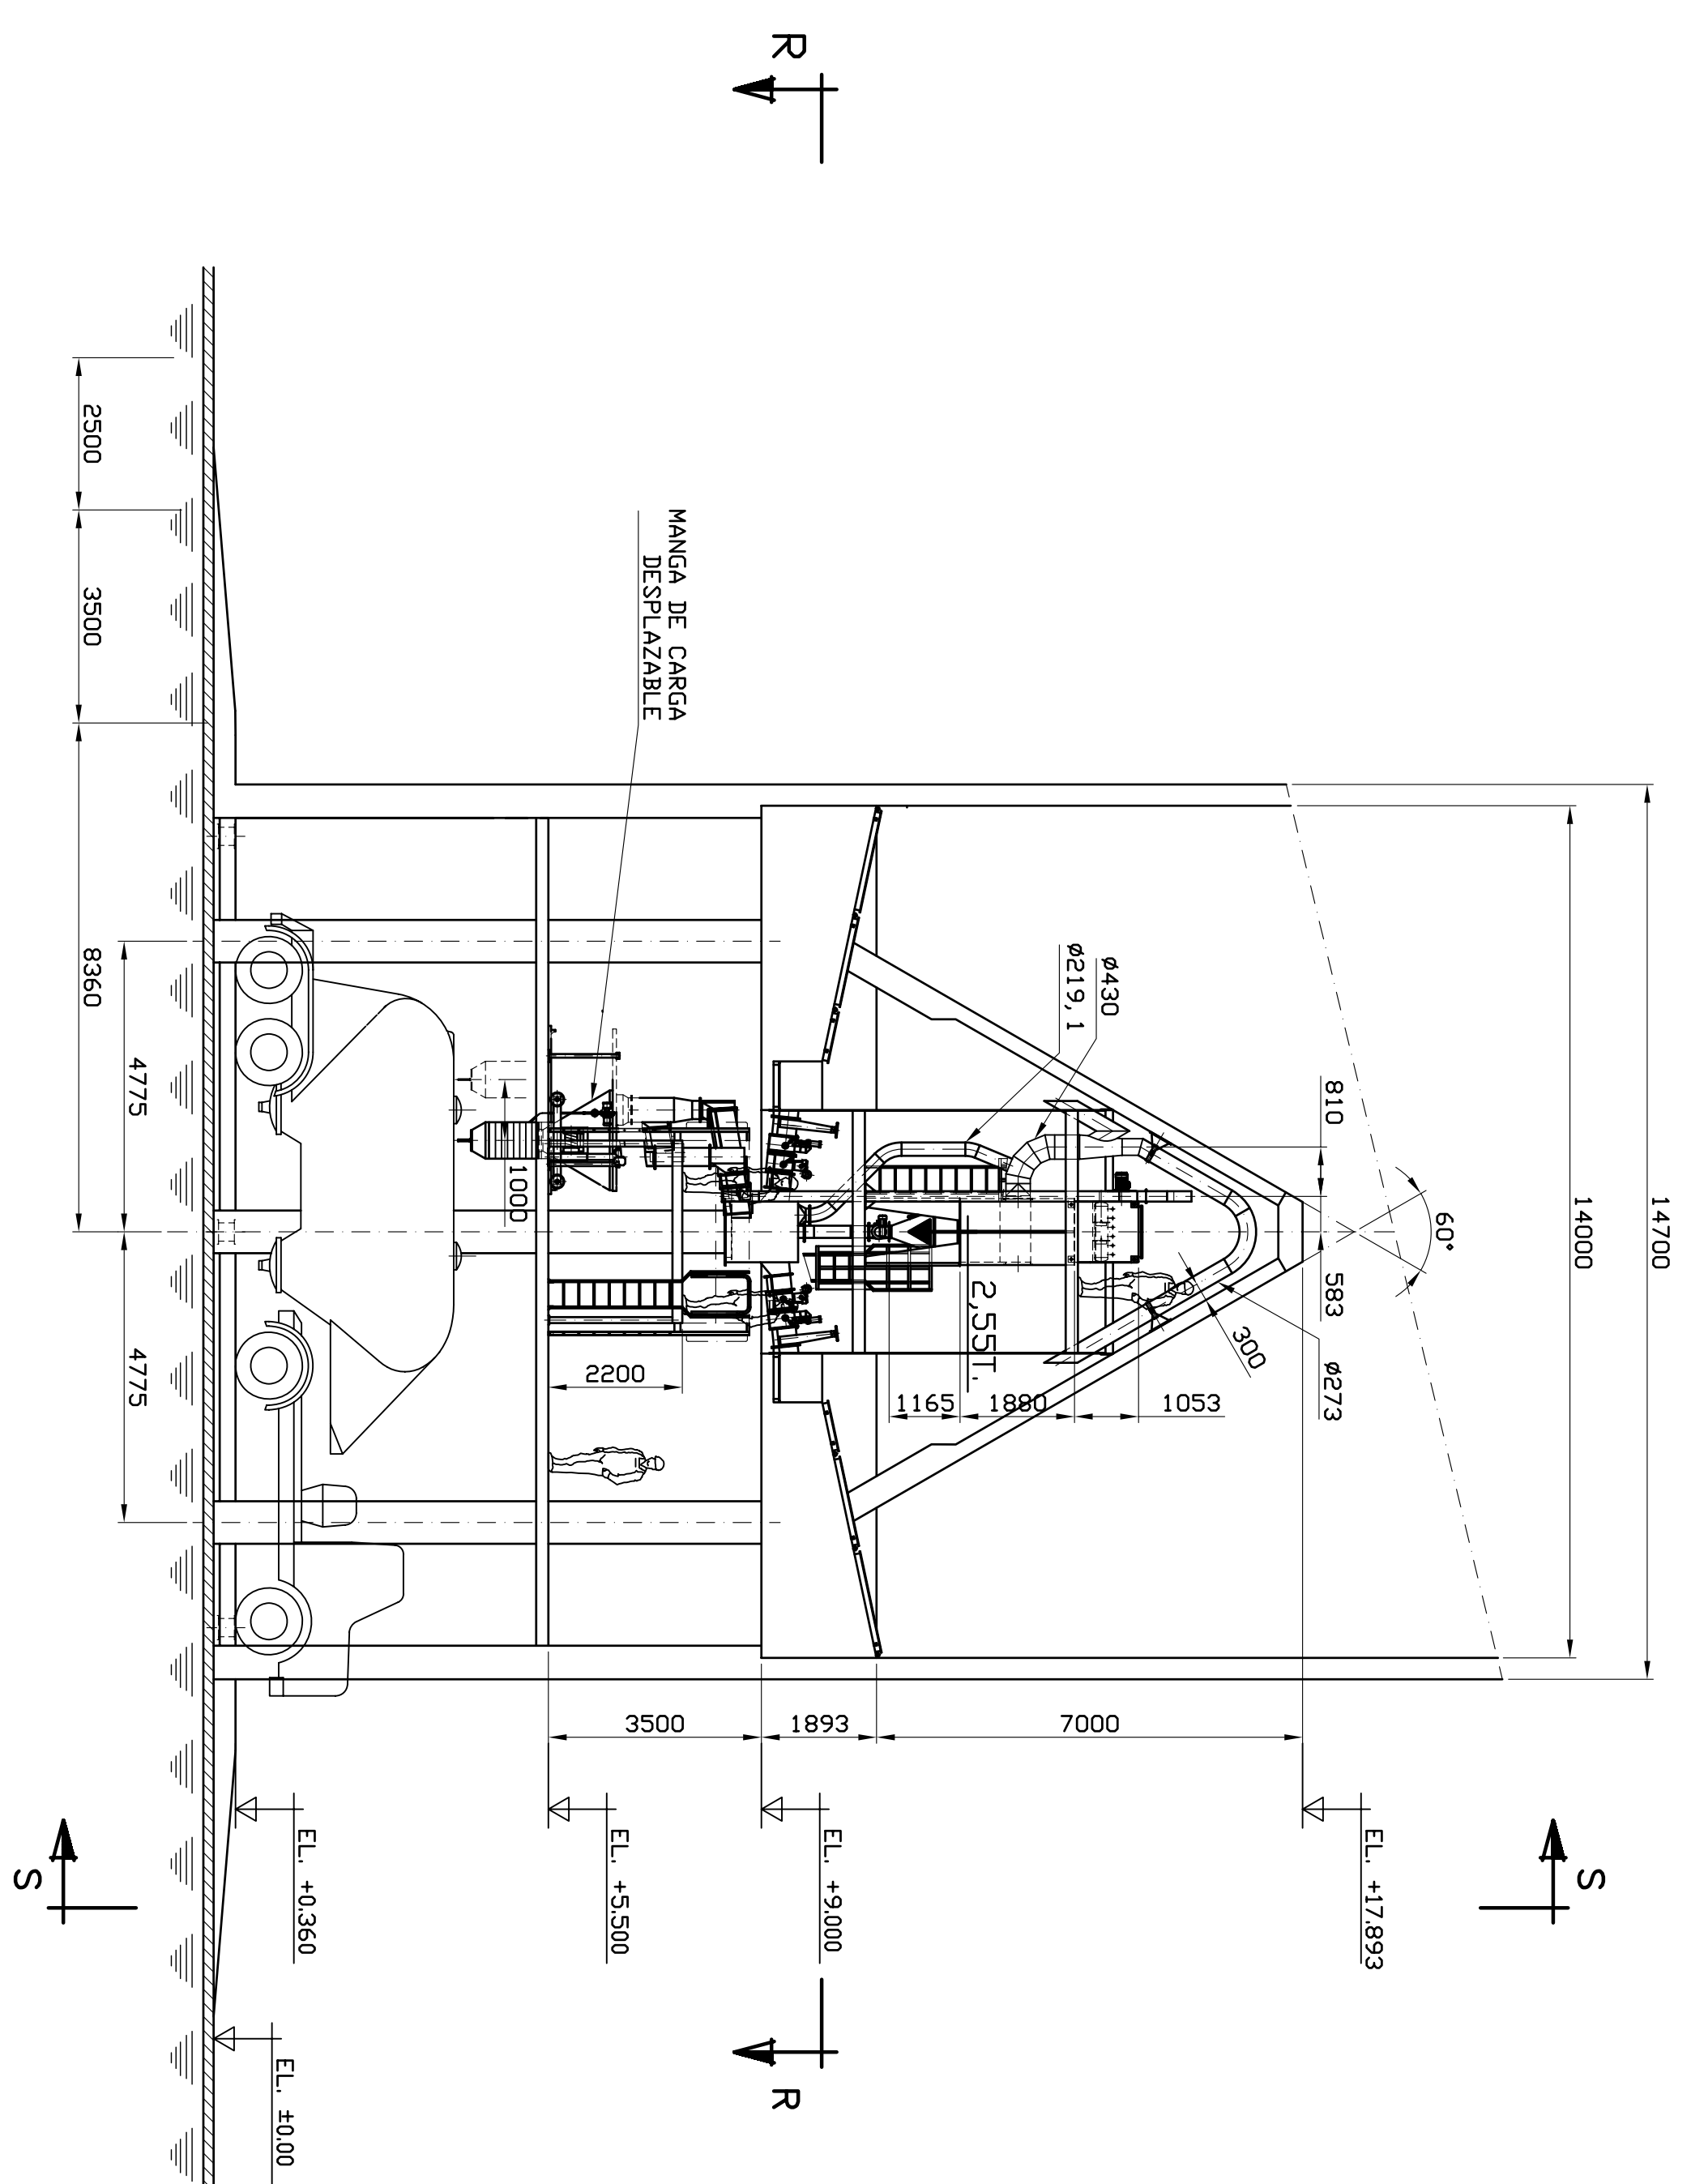 14700
14000
60°
810
583
ø273
300
ø430
ø219,1
1053
1880
1165
2,55T.
7000
1893
3500
2200
1000
MANGA DE CARGA
DESPLAZABLE
EL. +17,893
EL. +9,000
EL. +5,500
EL. +0,360
EL. ±0,00
4775
4775
2500
3500
8360
R
R
S
S